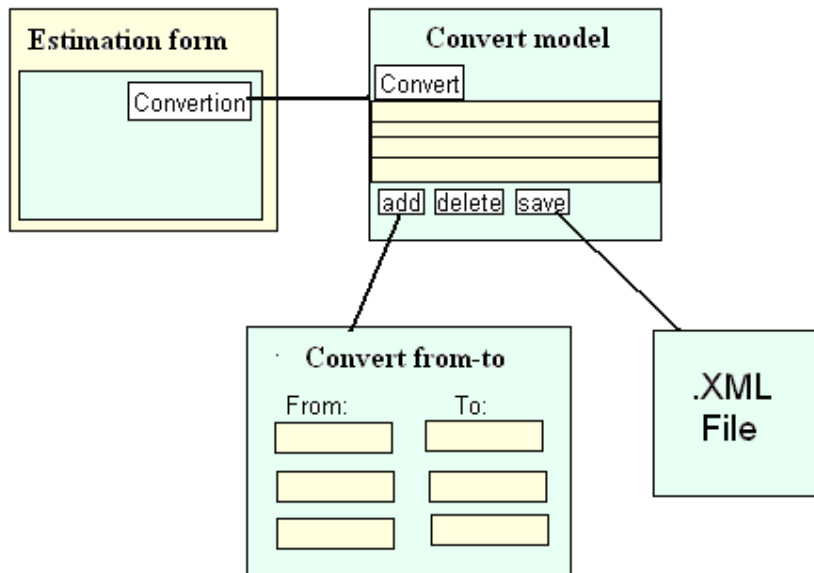 Estimation form
Convertion
Convert model
Convert
add delete save
Convert from-to
From: To:
.XML
File